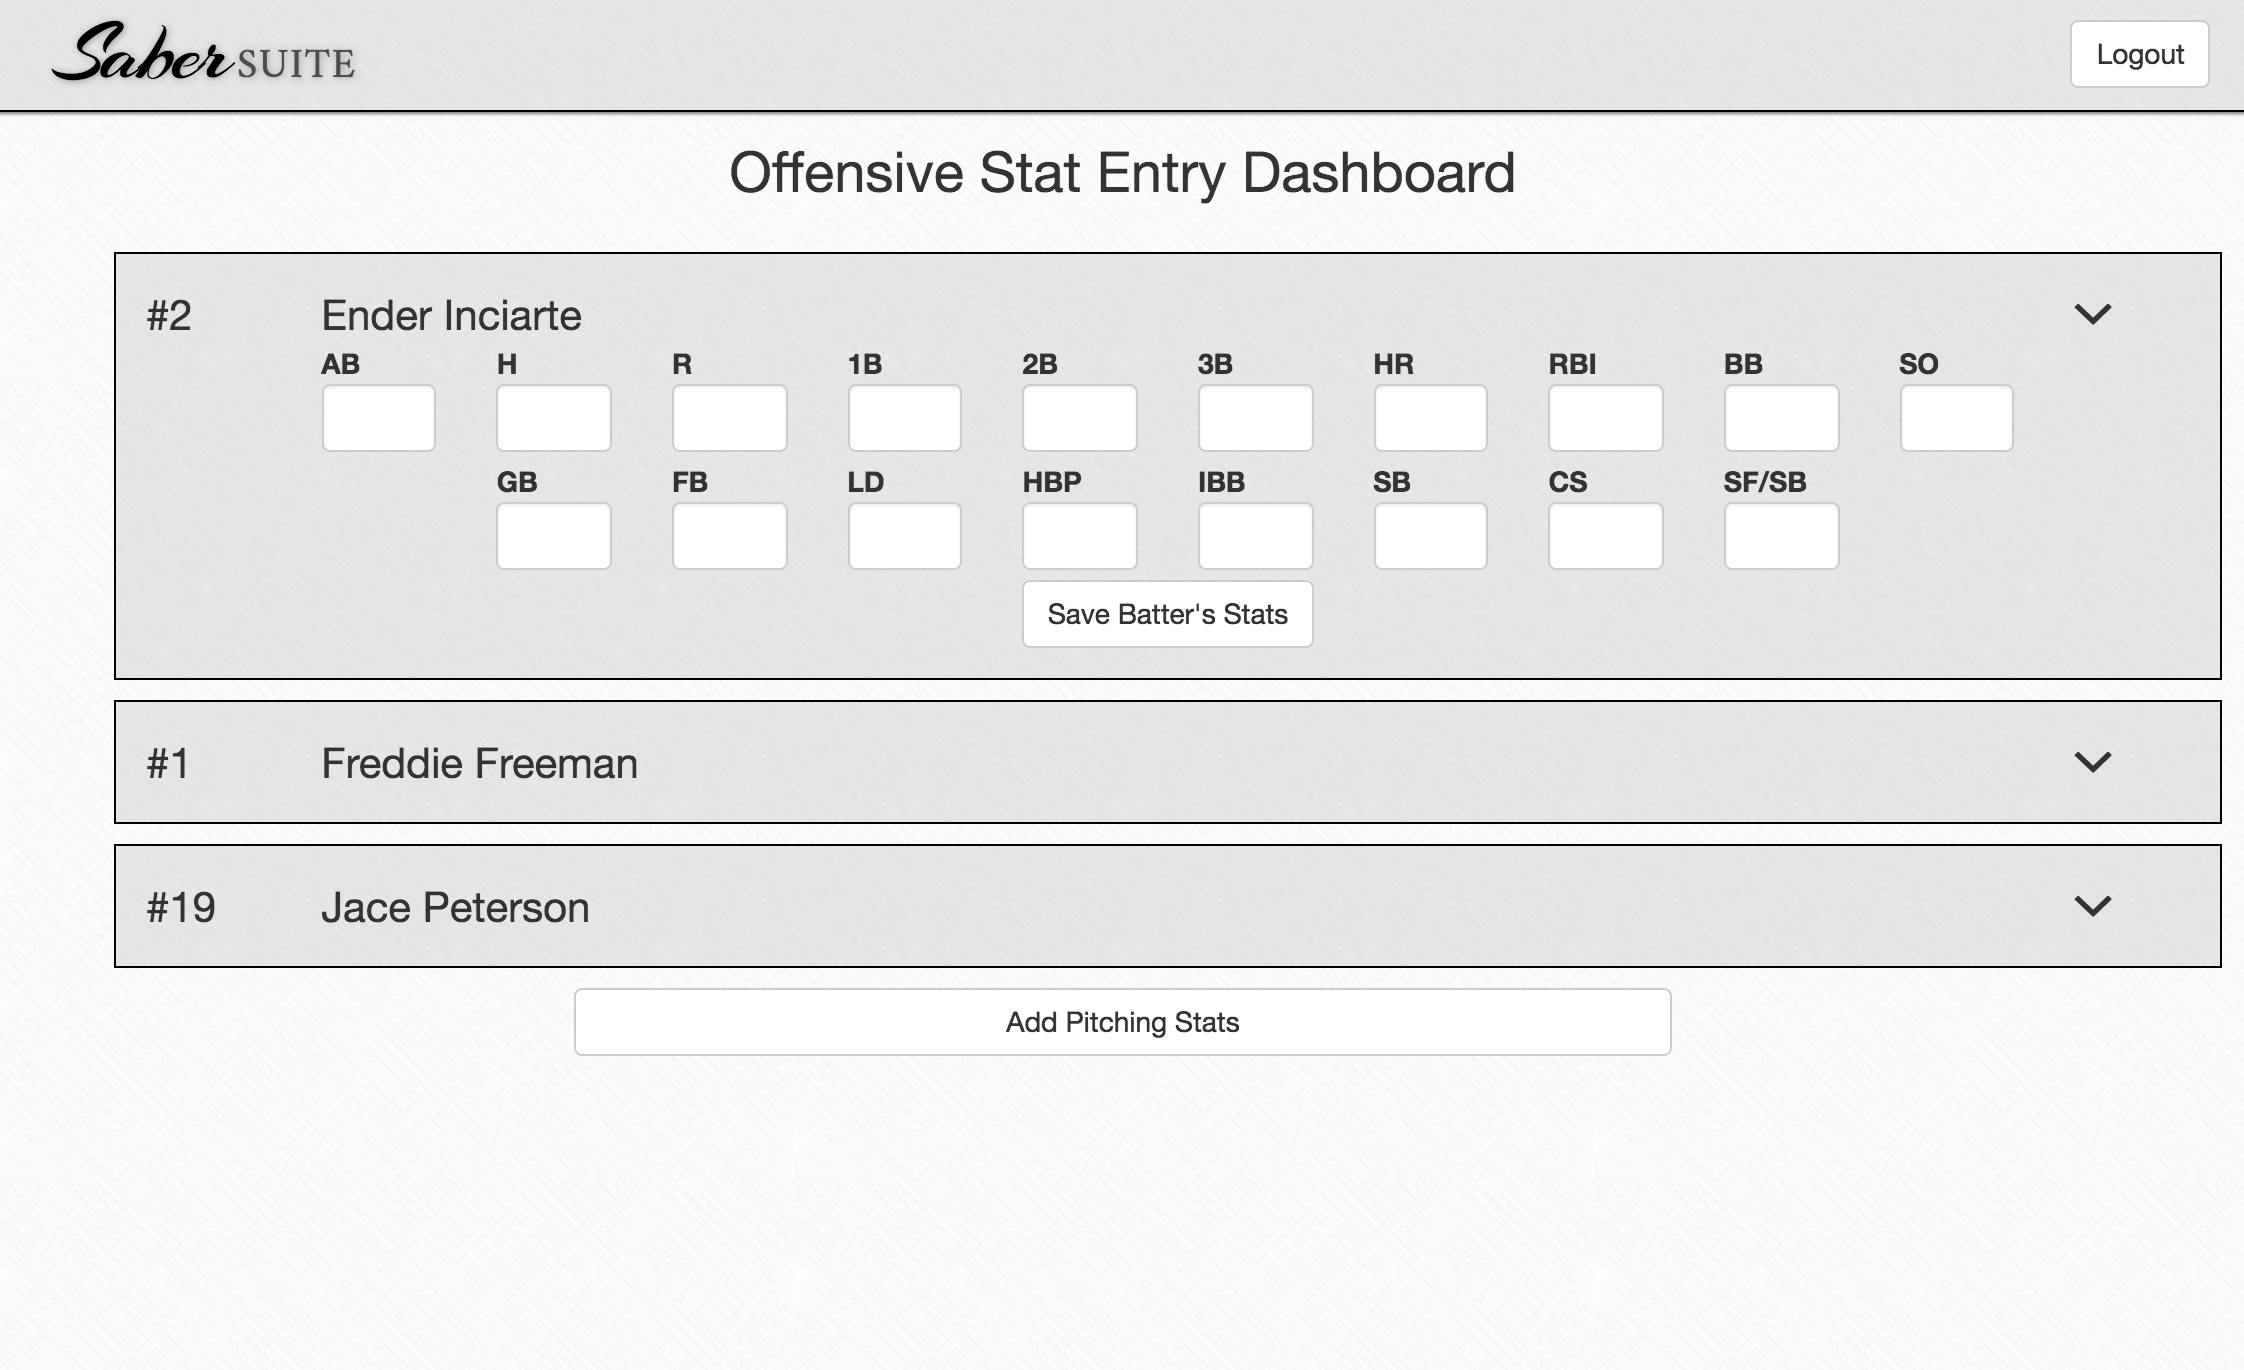 Saber SUITE
Logout
Offensive Stat Entry Dashboard
#2 Ender Inciarte
AB H R 1B 2B 3B HR RBI BB SO
GB FB LD HBP IBB SB CS SF/SB
Save Batter's Stats
#1 Freddie Freeman
#19 Jace Peterson
Add Pitching Stats